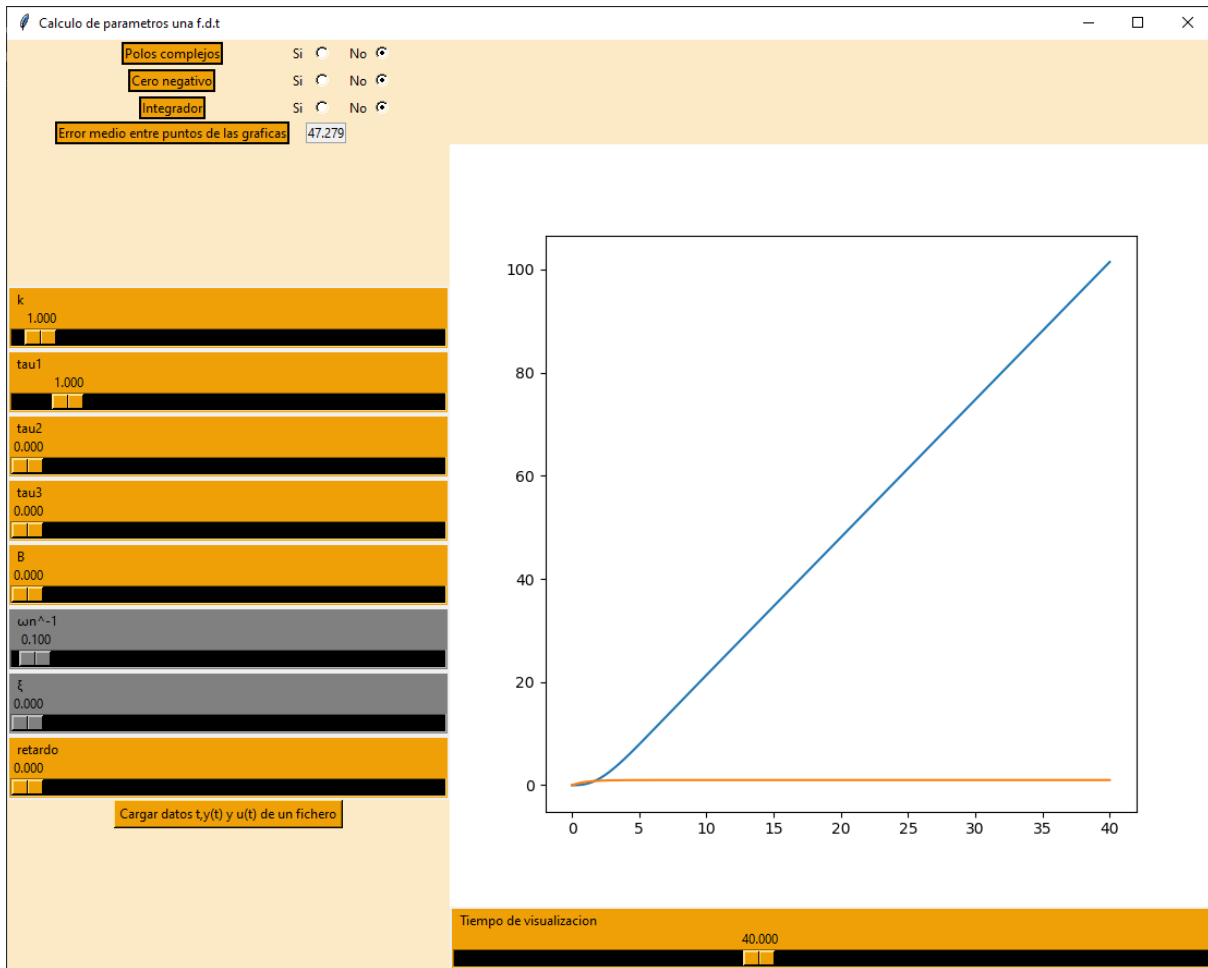 Calculo de parametros una f.d.t
Polos complejos Si No
Cero negativo Si No
Integrador Si No
Error medio entre puntos de las graficas 47.279
k
1.000
tau1
1.000
tau2
0.000
tau3
0.000
B
0.000
ωn^-1
0.100
ξ
0.000
retardo
0.000
Cargar datos t,y(t) y u(t) de un fichero
100
80
60
40
20
0
0 5 10 15 20 25 30 35 40
Tiempo de visualizacion
40.000